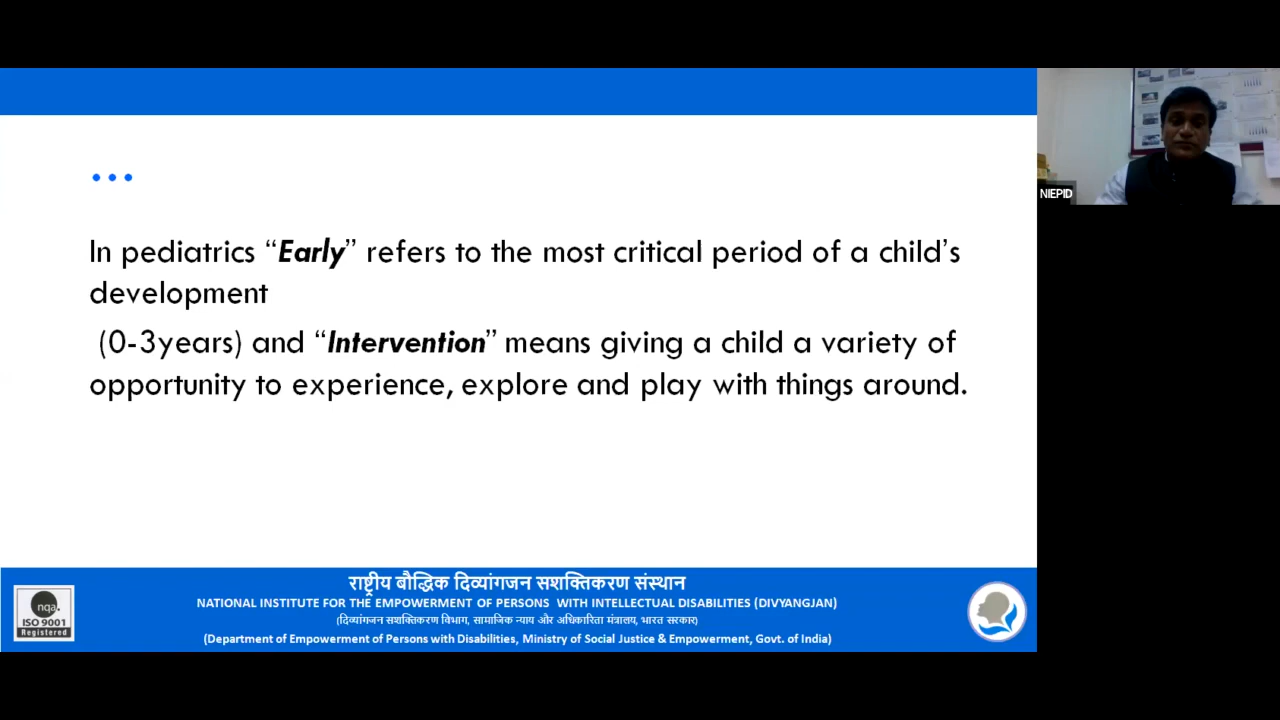 ...
In pediatrics “Early” refers to the most critical period of a child’s
development
(0-3years) and “Intervention” means giving a child a variety of
opportunity to experience, explore and play with things around.
NIEPID
राष्ट्रीय बौद्धिक दिव्यांगजन सशक्तिकरण संस्थान
NATIONAL INSTITUTE FOR THE EMPOWERMENT OF PERSONS WITH INTELLECTUAL DISABILITIES (DIVYANGJAN)
(दिव्यांगजन सशक्तिकरण विभाग, सामाजिक न्याय और अधिकारिता मंत्रालय, भारत सरकार)
(Department of Empowerment of Persons with Disabilities, Ministry of Social Justice & Empowerment, Govt. of India)
nqa.
ISO 9001
Registered